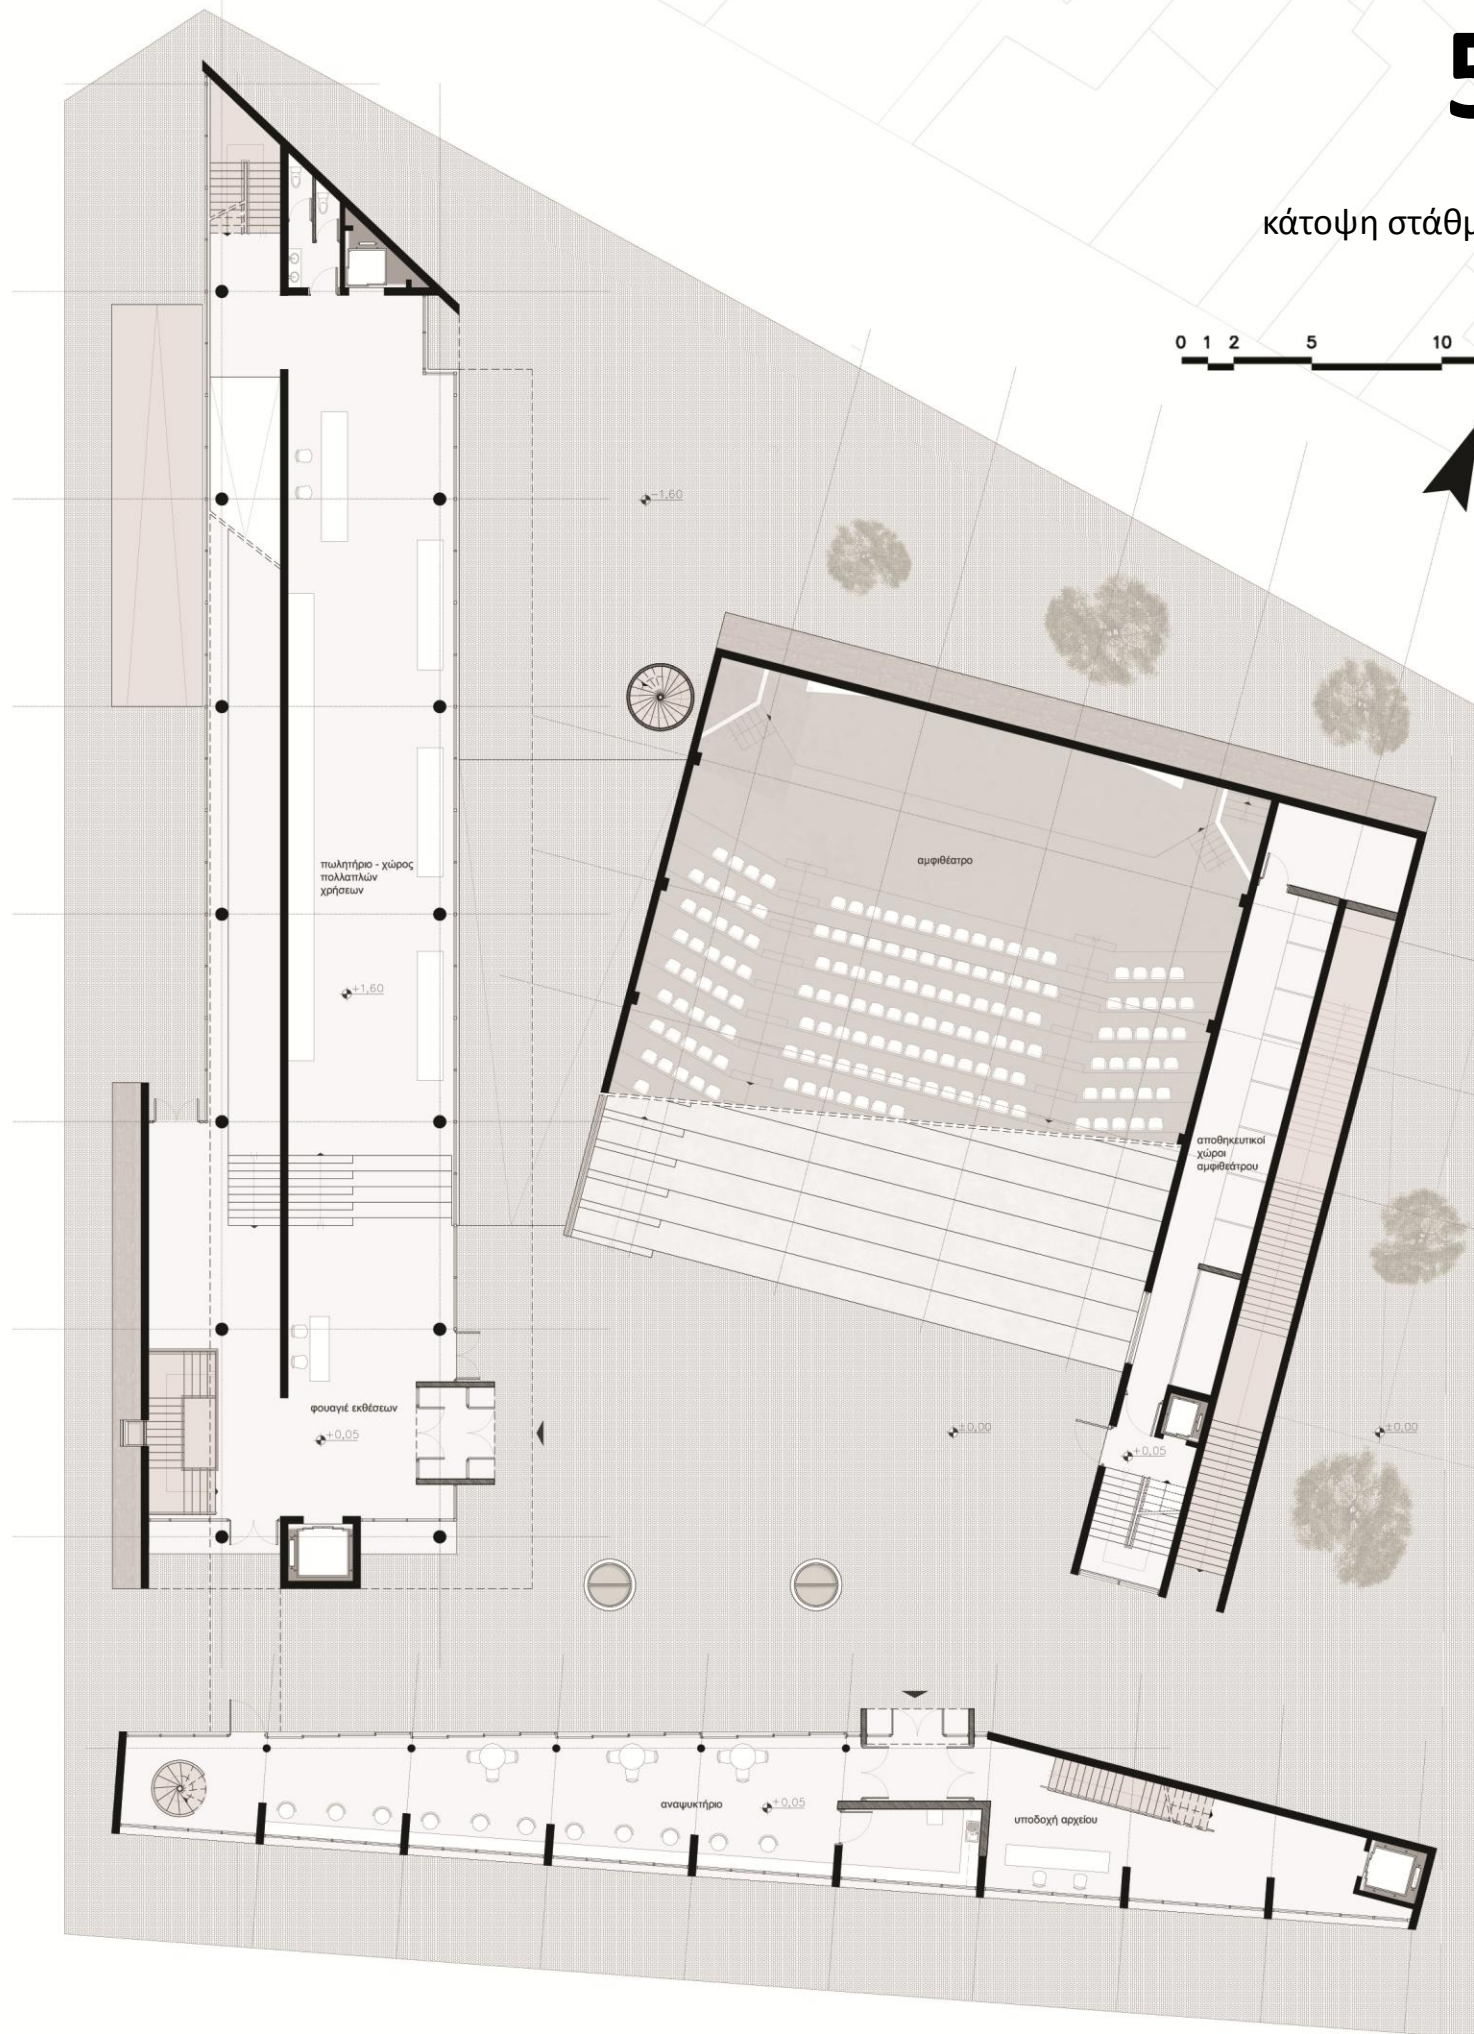 5
κάτοψη στάθμ
0 1 2 5 10
-1,60
πωλητήριο - χώρος
πολλαπλών
χρήσεων
+1,60
αμφιθέατρο
αποθηκευτικοί
χώροι
αμφιθεάτρου
φουαγιέ εκθέσεων
+0,05
±0,00
±0,00
+0,05
αναψυκτήριο
+0,05
υποδοχή αρχείου